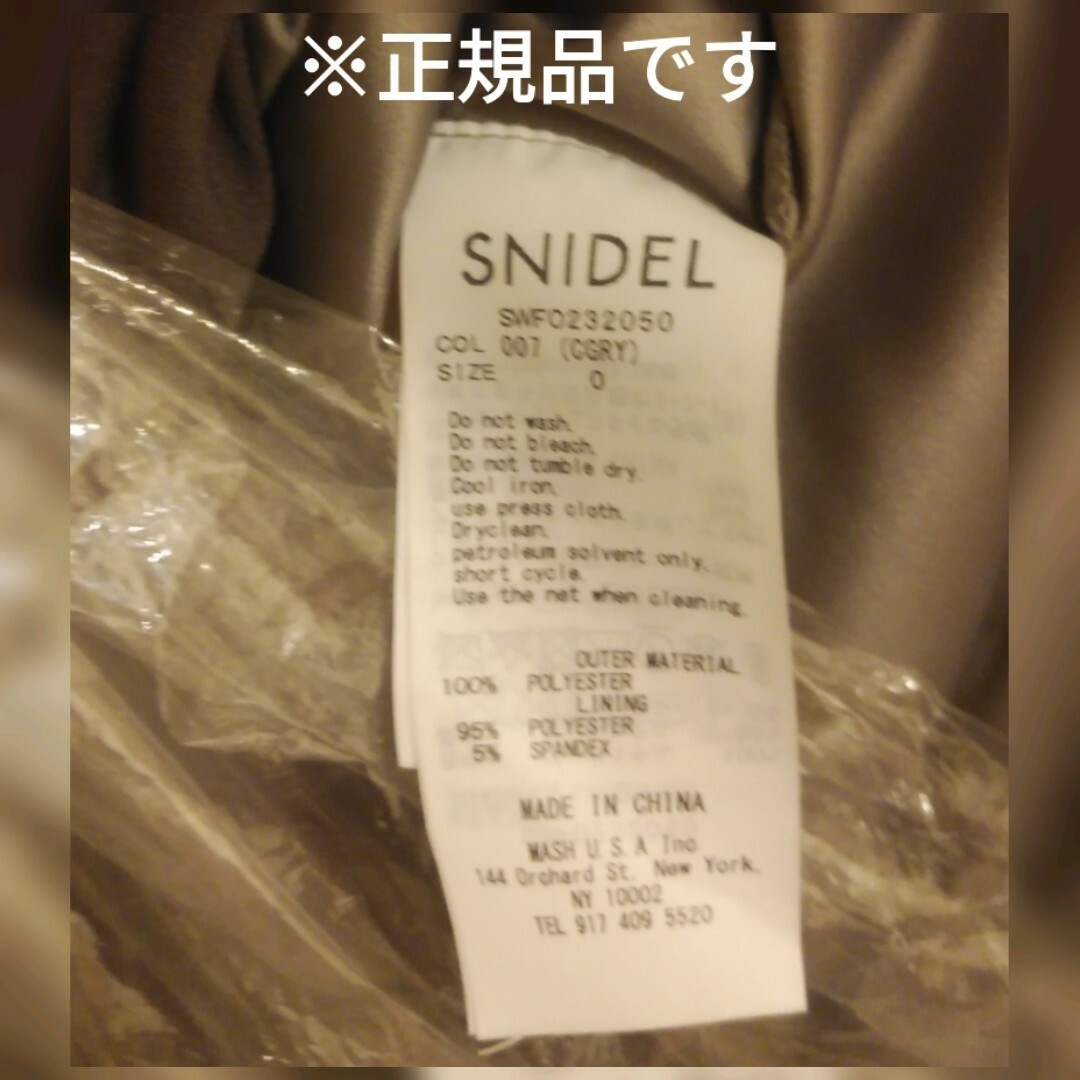 ※正規品です
SNIDEL
SWFO232050
COL 007 (CGRY)
SIZE 0
Do not wash.
Do not bleach.
Do not tumble dry.
Cool iron.
use press cloth.
Dryclean.
petroleum solvent only.
short cycle.
Use the net when cleaning.
OUTER MATERIAL
100% POLYESTER
LINING
95% POLYESTER
5% SPANDEX
MADE IN CHINA
MASH U.S.A Inc
144 Orchard St. New York.
NY 10002
TEL 917 409 5520